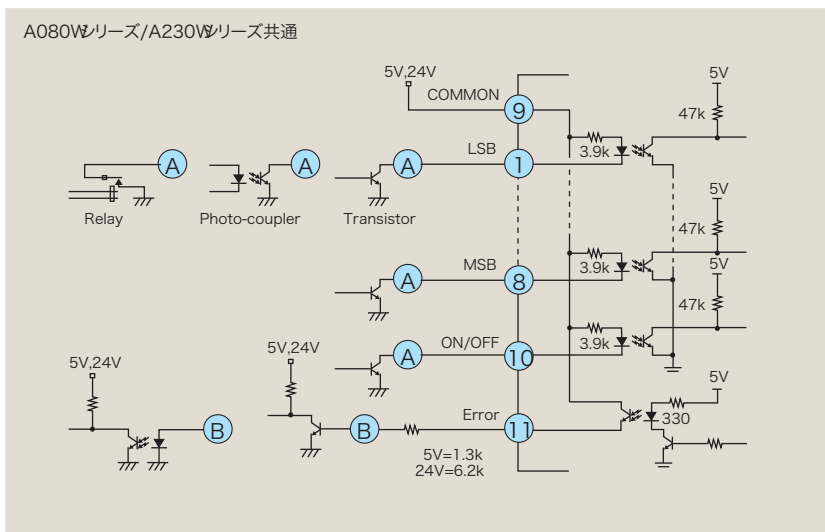 A080Wシリーズ/A230Wシリーズ共通
5V,24V
COMMON
9
5V
47k
LSB
1
3.9k
A
A
A
Relay
Photo-coupler
Transistor
5V
47k
MSB
A
8
3.9k
5V
47k
ON/OFF
A
10
3.9k
5V,24V
5V,24V
5V
B
B
Error
11
330
5V=1.3k
24V=6.2k